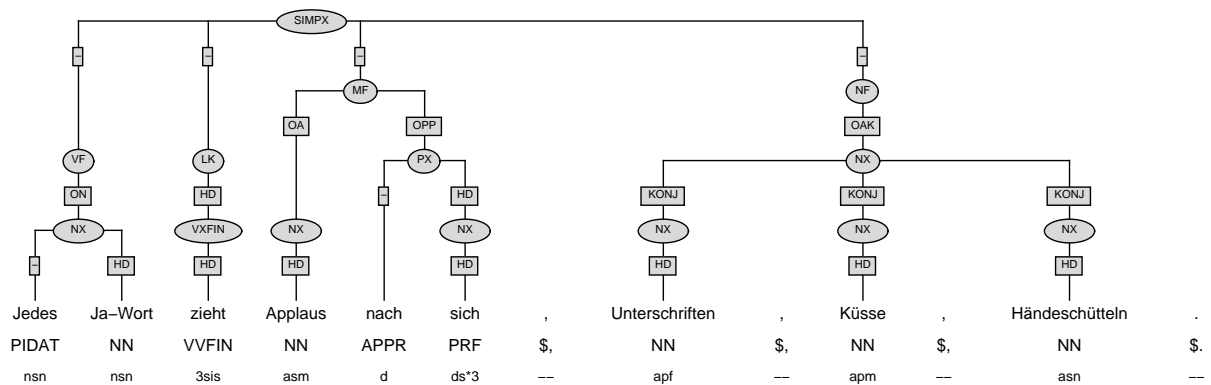 SIMPX
– – – –
MF NF
OA OPP OAK
VF LK PX NX
ON HD – HD KONJ KONJ KONJ
NX VXFIN NX NX NX NX NX
– HD HD HD HD HD HD HD
Jedes Ja–Wort zieht Applaus nach sich , Unterschriften , Küsse , Händeschütteln .
PIDAT NN VVFIN NN APPR PRF $, NN $, NN $, NN $.
nsn nsn 3sis asm d ds*3 −− apf −− apm −− asn −−